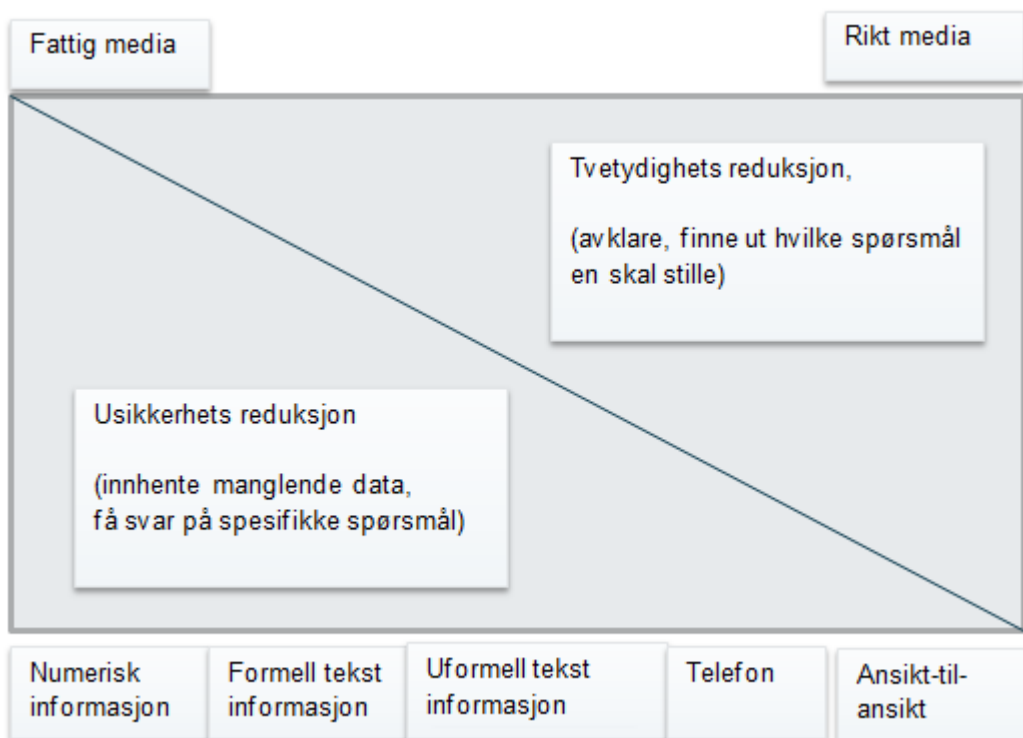 Fattig media
Rikt media
Tvetydighets reduksjon,
(avklare, finne ut hvilke spørsmål
en skal stille)
Usikkerhets reduksjon
(innhente manglende data,
få svar på spesifikke spørsmål)
Numerisk
informasjon
Formell tekst
informasjon
Uformell tekst
informasjon
Telefon
Ansikt-til-
ansikt